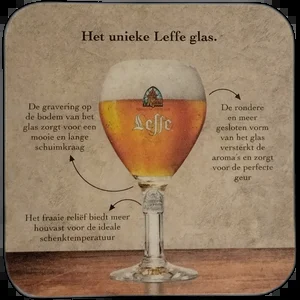 Het unieke Leffe glas.
De gravering op
de bodem van het
glas zorgt voor een
mooie en lange
schuimkraag
De rondere
en meer
gesloten vorm
van het glas
versterkt de
aroma's en zorgt
voor de perfecte
geur
Leffe
Het fraaie reliëf biedt meer
houvast voor de ideale
schenktemperatuur